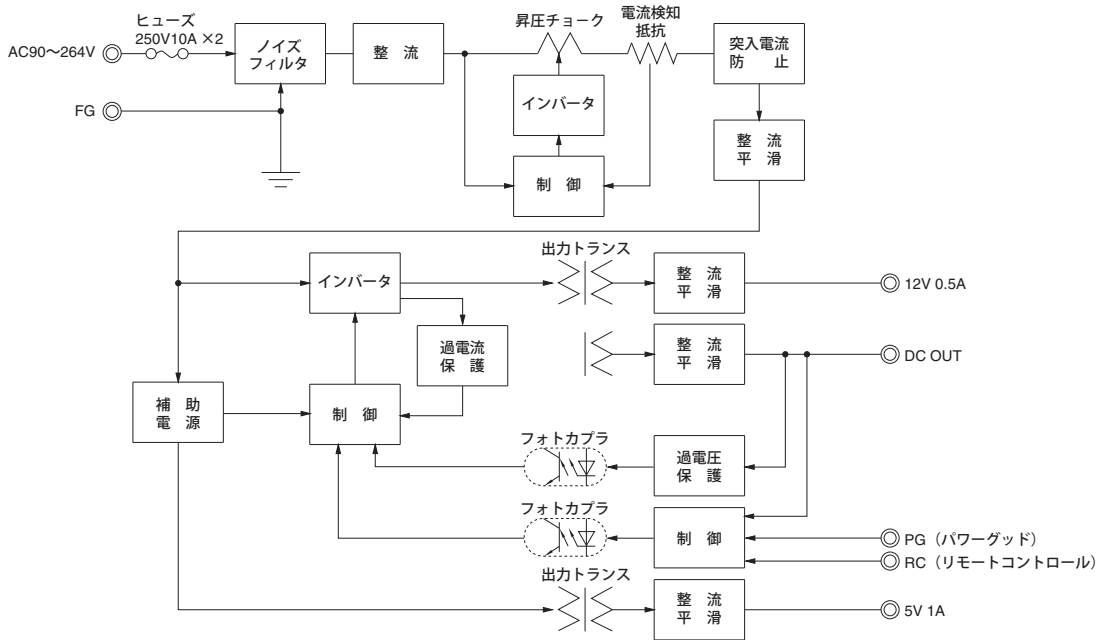 ヒューズ
250V10A ×2
AC90～264V
ノイズ
フィルタ
整 流
昇圧チョーク
電流検知
抵抗
突入電流
防 止
FG
インバータ
制 御
整 流
平 滑
出力トランス
インバータ
整 流
平 滑
12V 0.5A
過電流
保 護
整 流
平 滑
DC OUT
補 助
電 源
制 御
フォトカプラ
過電圧
保 護
フォトカプラ
制 御
PG（パワーグッド）
RC（リモートコントロール）
出力トランス
整 流
平 滑
5V 1A